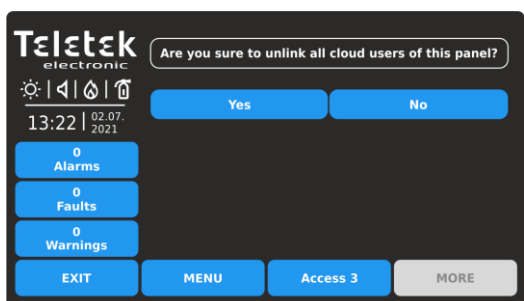 Teletek
electronic
Are you sure to unlink all cloud users of this panel?
Yes
No
13:22
02.07.
2021
0
Alarms
0
Faults
0
Warnings
EXIT
MENU
Access 3
MORE